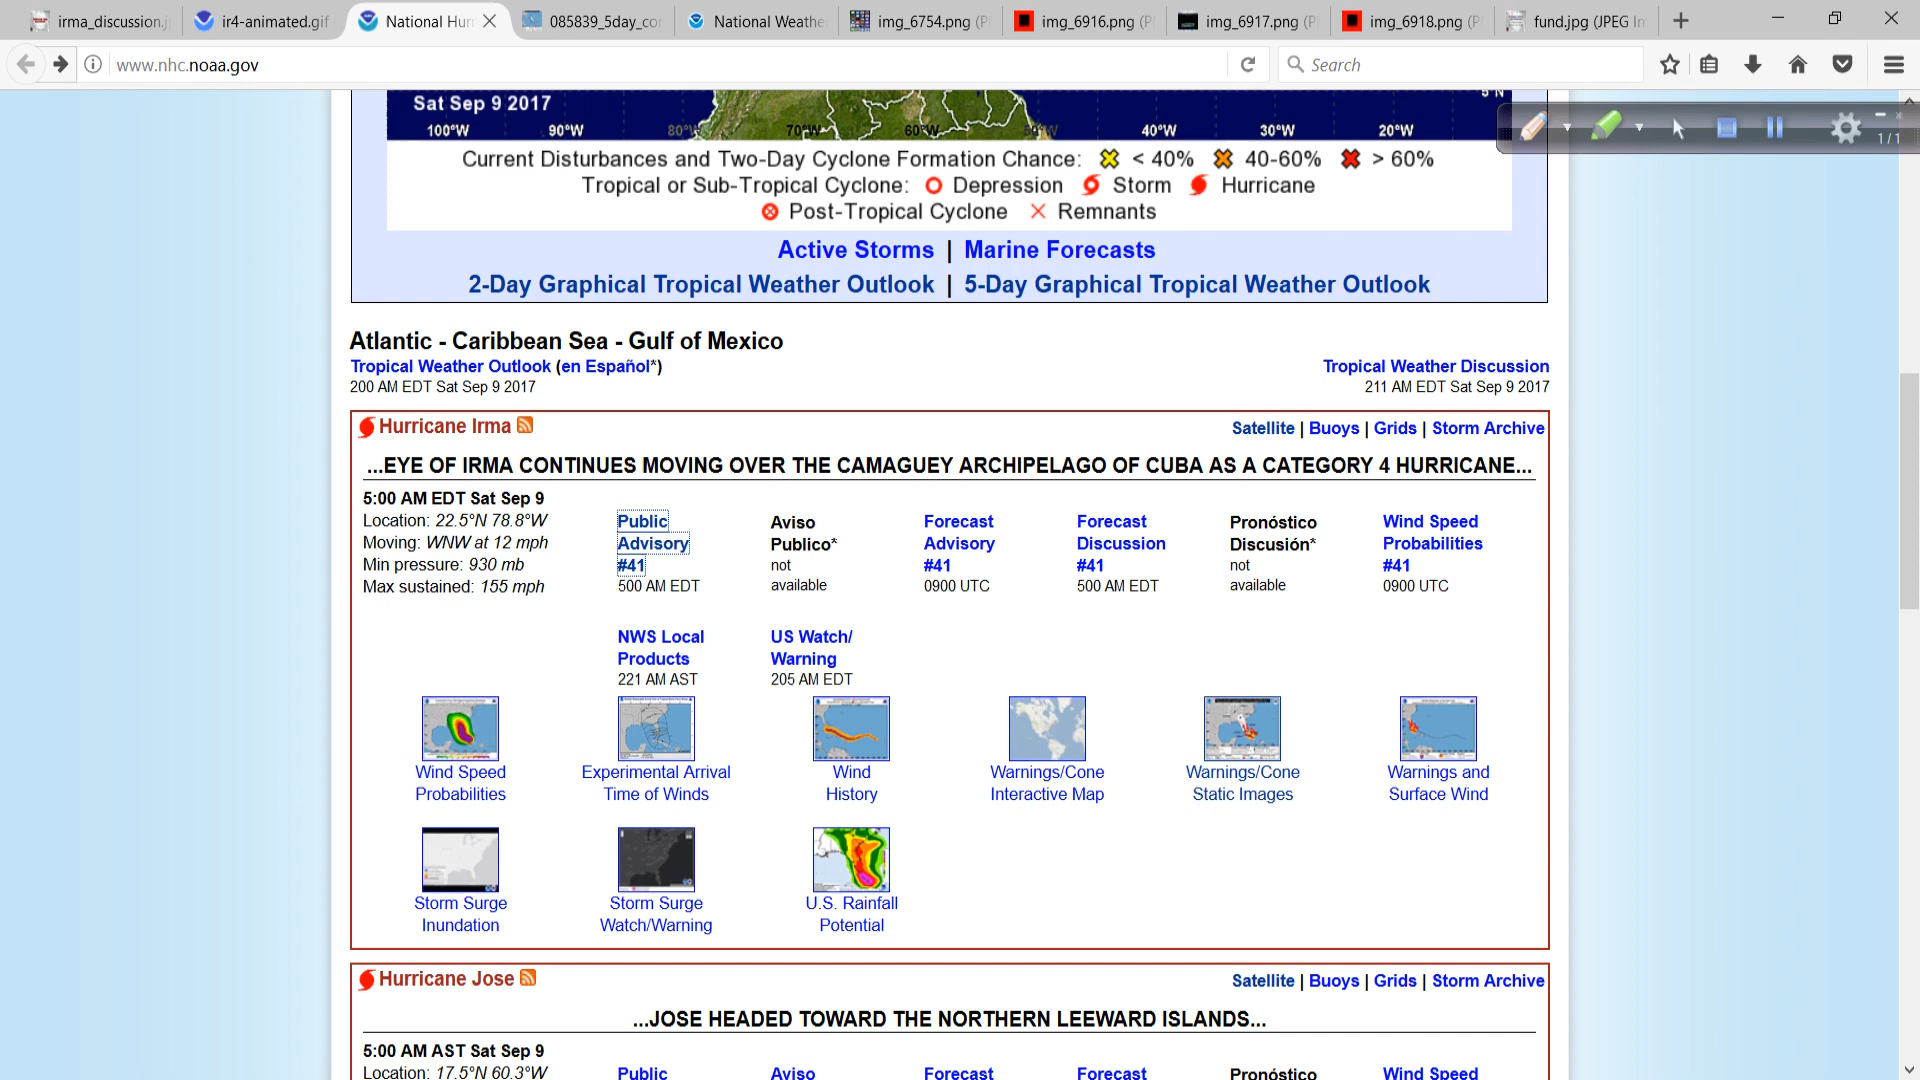 irma_discussion.j
ir4-animated.gif
National Hur
085839_5day_co
National Weathe
img_6754.png (P
img_6916.png (P
img_6917.png (P
img_6918.png (P
fund.jpg (JPEG In
www.nhc.noaa.gov
Search
Sat Sep 9 2017
5°N
100°W 90°W 80°W 70°W 60°W 50°W 40°W 30°W 20°W
1/1
Current Disturbances and Two-Day Cyclone Formation Chance: < 40% 40-60% > 60%
Tropical or Sub-Tropical Cyclone: Depression Storm Hurricane
Post-Tropical Cyclone Remnants
Active Storms | Marine Forecasts
2-Day Graphical Tropical Weather Outlook | 5-Day Graphical Tropical Weather Outlook
Atlantic - Caribbean Sea - Gulf of Mexico
Tropical Weather Outlook (en Español*)
200 AM EDT Sat Sep 9 2017
Tropical Weather Discussion
211 AM EDT Sat Sep 9 2017
Hurricane Irma
Satellite | Buoys | Grids | Storm Archive
...EYE OF IRMA CONTINUES MOVING OVER THE CAMAGUEY ARCHIPELAGO OF CUBA AS A CATEGORY 4 HURRICANE...
5:00 AM EDT Sat Sep 9
Location: 22.5°N 78.8°W
Moving: WNW at 12 mph
Min pressure: 930 mb
Max sustained: 155 mph
Public
Advisory
#41
500 AM EDT
Aviso
Publico*
not
available
Forecast
Advisory
#41
0900 UTC
Forecast
Discussion
#41
500 AM EDT
Pronóstico
Discusión*
not
available
Wind Speed
Probabilities
#41
0900 UTC
NWS Local
Products
221 AM AST
US Watch/
Warning
205 AM EDT
Wind Speed
Probabilities
Experimental Arrival
Time of Winds
Wind
History
Warnings/Cone
Interactive Map
Warnings/Cone
Static Images
Warnings and
Surface Wind
Storm Surge
Inundation
Storm Surge
Watch/Warning
U.S. Rainfall
Potential
Hurricane Jose
Satellite | Buoys | Grids | Storm Archive
...JOSE HEADED TOWARD THE NORTHERN LEEWARD ISLANDS...
5:00 AM AST Sat Sep 9
Location: 17.5°N 60.3°W
Public
Aviso
Forecast
Forecast
Pronóstico
Wind Speed